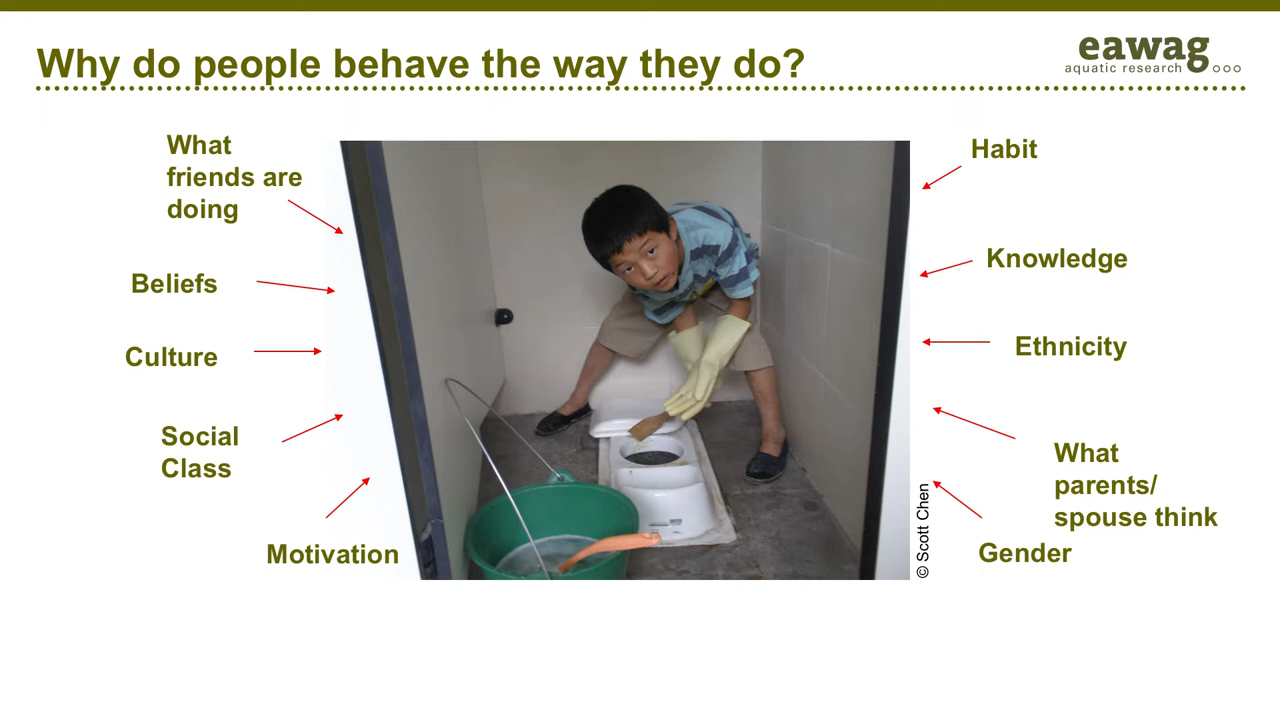 Why do people behave the way they do?
eawag
aquatic research
What
friends are
doing
Beliefs
Culture
Social
Class
Motivation
Habit
Knowledge
Ethnicity
What
parents/
spouse think
Gender
© Scott Chen